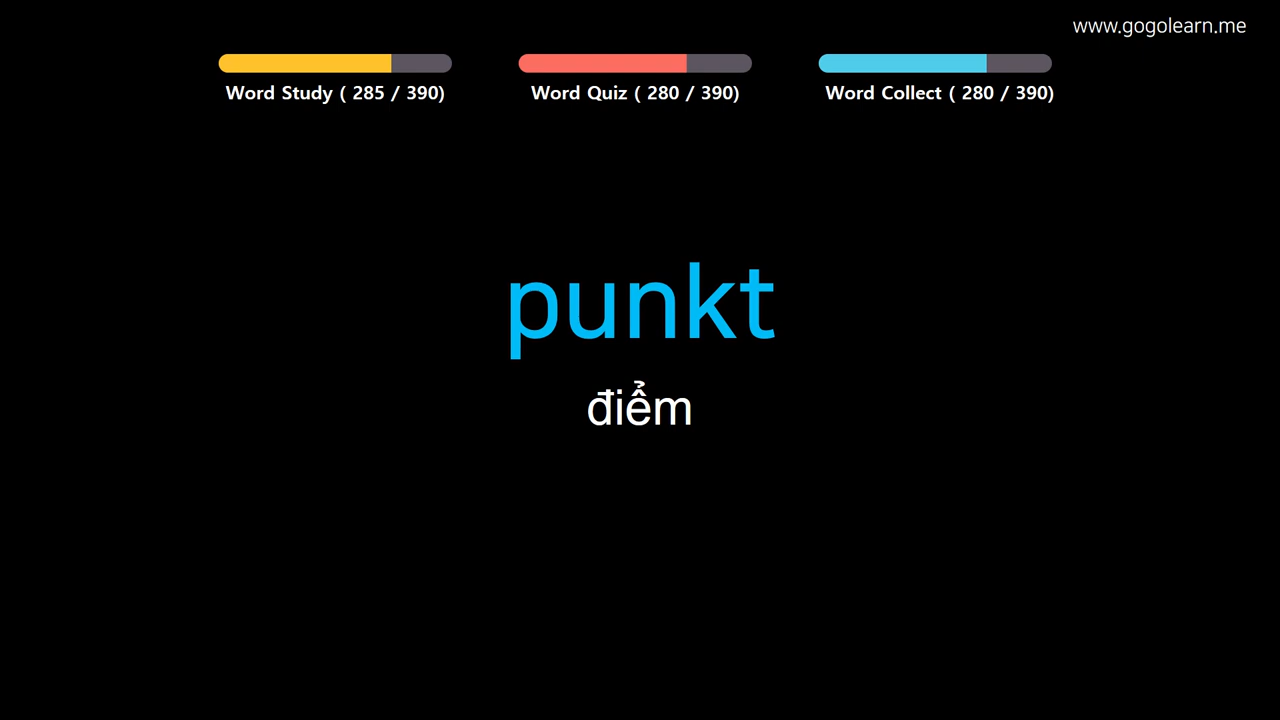 www.gogolearn.me
Word Study ( 285 / 390)
Word Quiz ( 280 / 390)
Word Collect ( 280 / 390)
punkt
điểm